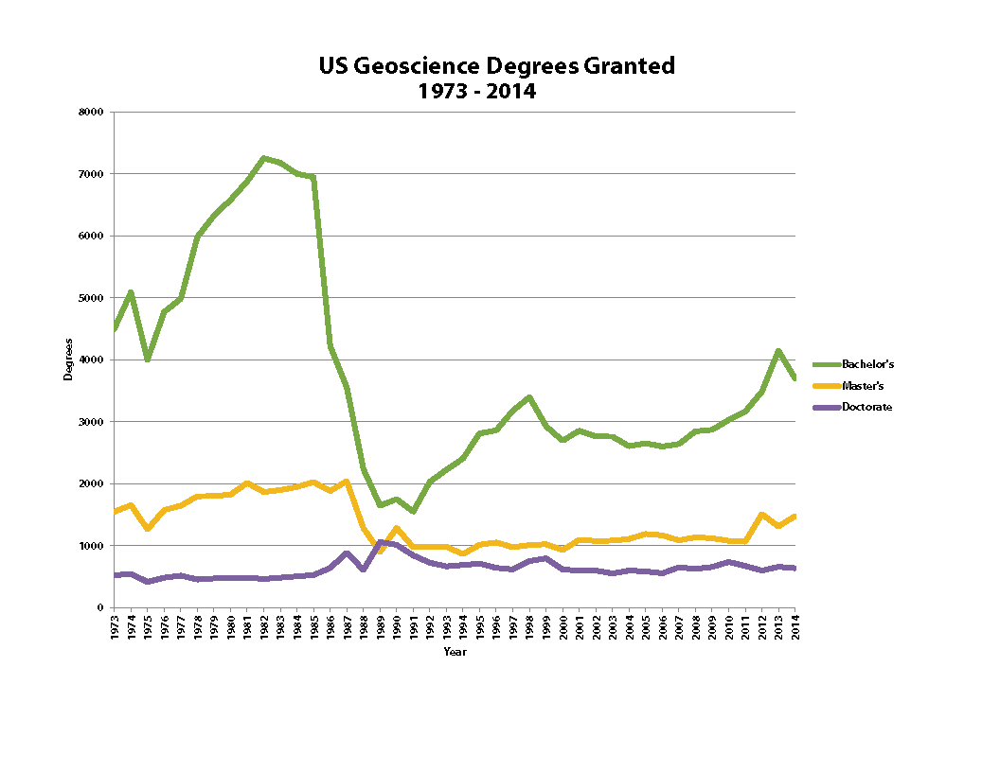 US Geoscience Degrees Granted
1973 - 2014
8000
7000
6000
5000
4000
3000
2000
1000
0
Degrees
Bachelor's
Master's
Doctorate
1973 1974 1975 1976 1977 1978 1979 1980 1981 1982 1983 1984 1985 1986 1987 1988 1989 1990 1991 1992 1993 1994 1995 1996 1997 1998 1999 2000 2001 2002 2003 2004 2005 2006 2007 2008 2009 2010 2011 2012 2013 2014
Year